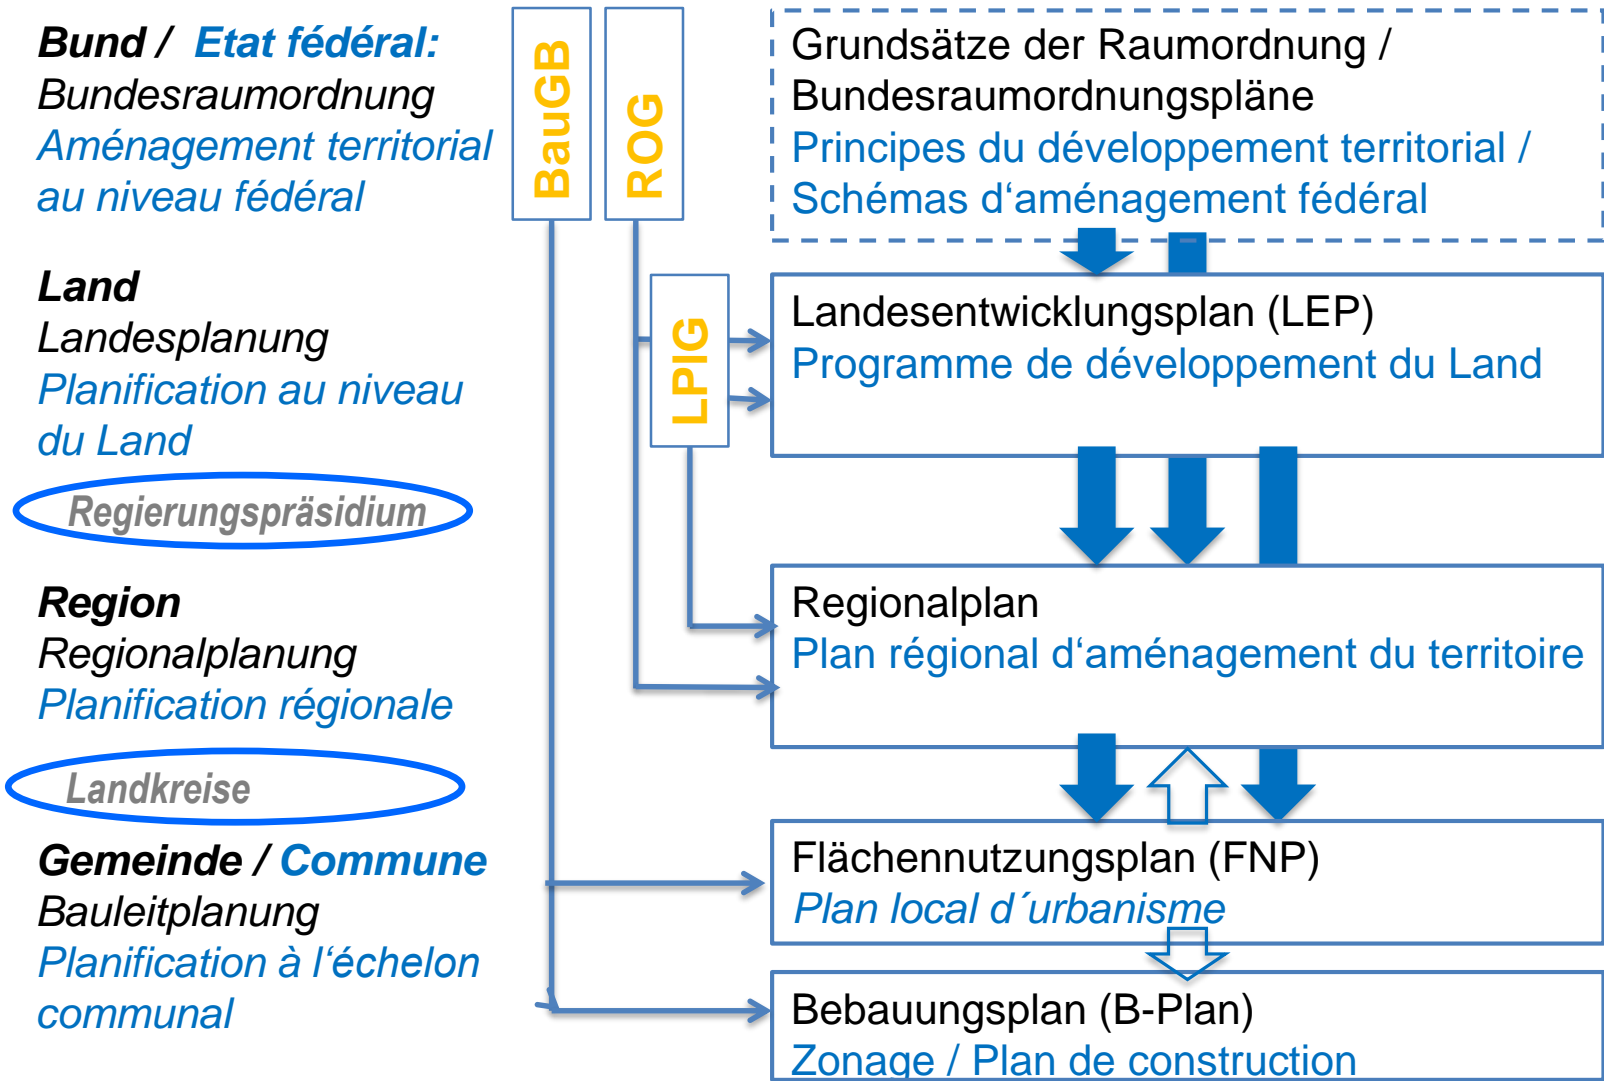 Bund / Etat fédéral:
Bundesraumordnung
Aménagement territorial
au niveau fédéral
BauGB
ROG
Grundsätze der Raumordnung /
Bundesraumordnungspläne
Principes du développement territorial /
Schémas d‘aménagement fédéral
Land
Landesplanung
Planification au niveau
du Land
LPIG
Landesentwicklungsplan (LEP)
Programme de développement du Land
Regierungspräsidium
Region
Regionalplanung
Planification régionale
Regionalplan
Plan régional d‘aménagement du territoire
Landkreise
Gemeinde / Commune
Bauleitplanung
Planification à l‘échelon
communal
Flächennutzungsplan (FNP)
Plan local d´urbanisme
Bebauungsplan (B-Plan)
Zonage / Plan de construction